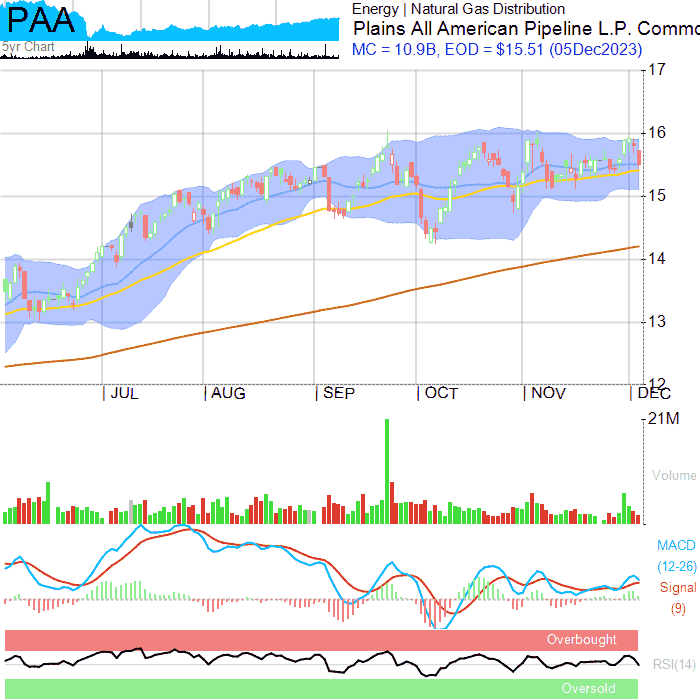 PAA
5yr Chart
Energy | Natural Gas Distribution
Plains All American Pipeline L.P. Commo
MC = 10.9B, EOD = $15.51 (05Dec2023)
17
16
15
14
13
12
JUL
AUG
SEP
OCT
NOV
DEC
21M
Volume
MACD
(12-26)
Signal
(9)
Overbought
RSI(14)
Oversold